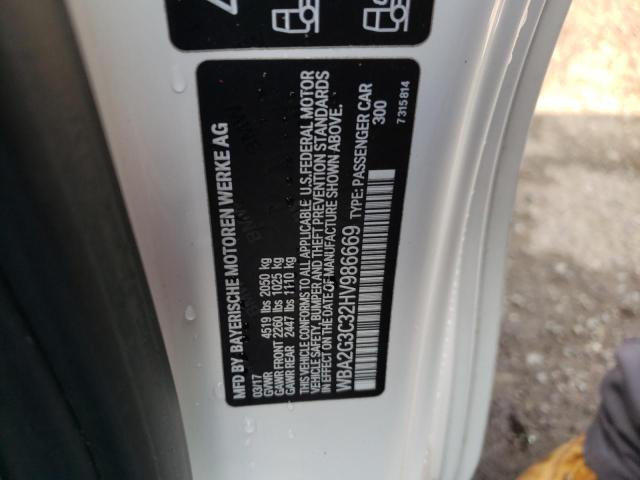 MFD BY BAYERISCHE MOTOREN WERKE AG
03/17
GVWR 4519 lbs 2050 kg
GAWR FRONT 2260 lbs 1025 kg
GAWR REAR 2447 lbs 1110 kg
THIS VEHICLE CONFORMS TO ALL APPLICABLE U.S. FEDERAL MOTOR
VEHICLE SAFETY, BUMPER AND THEFT PREVENTION STANDARDS
IN EFFECT ON THE DATE OF MANUFACTURE SHOWN ABOVE.
WBA2G3C32HV986669 TYPE: PASSENGER CAR
300
7 315 814